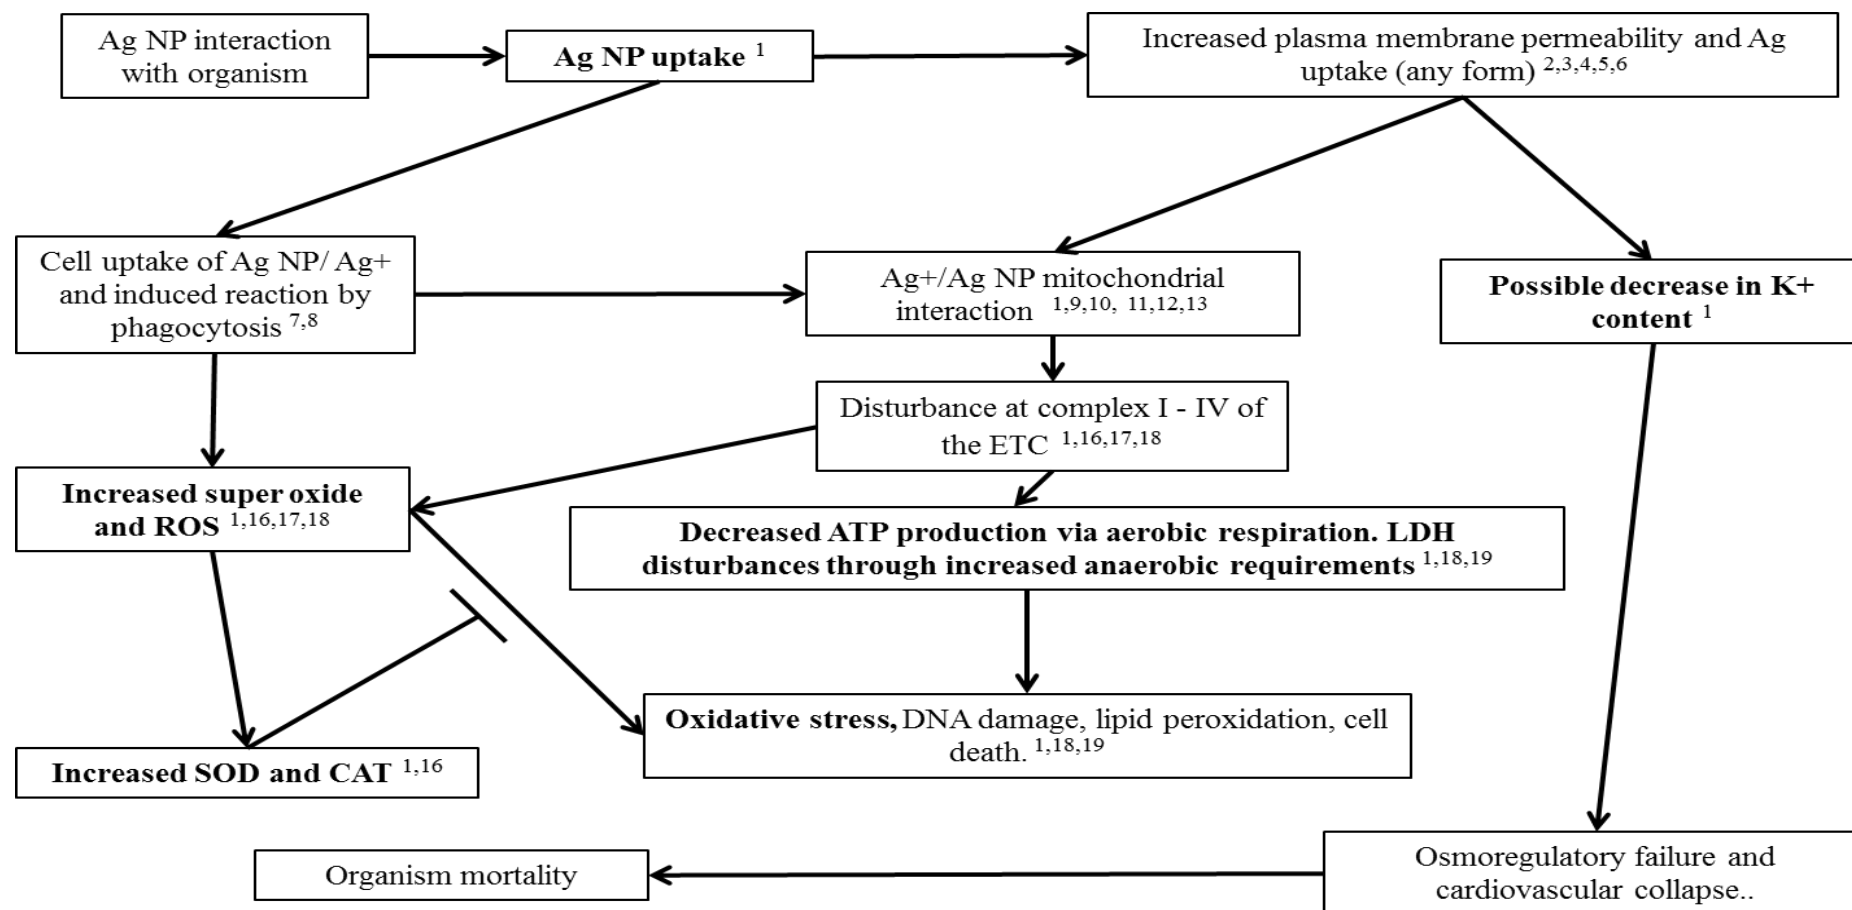 Ag NP interaction
with organism
Ag NP uptake 1
Increased plasma membrane permeability and Ag
uptake (any form) 2,3,4,5,6
Cell uptake of Ag NP/ Ag+
and induced reaction by
phagocytosis 7,8
Ag+/Ag NP mitochondrial
interaction 1,9,10, 11,12,13
Possible decrease in K+
content 1
Disturbance at complex I - IV of
the ETC 1,16,17,18
Increased super oxide
and ROS 1,16,17,18
Decreased ATP production via aerobic respiration. LDH
disturbances through increased anaerobic requirements 1,18,19
Oxidative stress, DNA damage, lipid peroxidation, cell
death. 1,18,19
Increased SOD and CAT 1,16
Organism mortality
Osmoregulatory failure and
cardiovascular collapse..